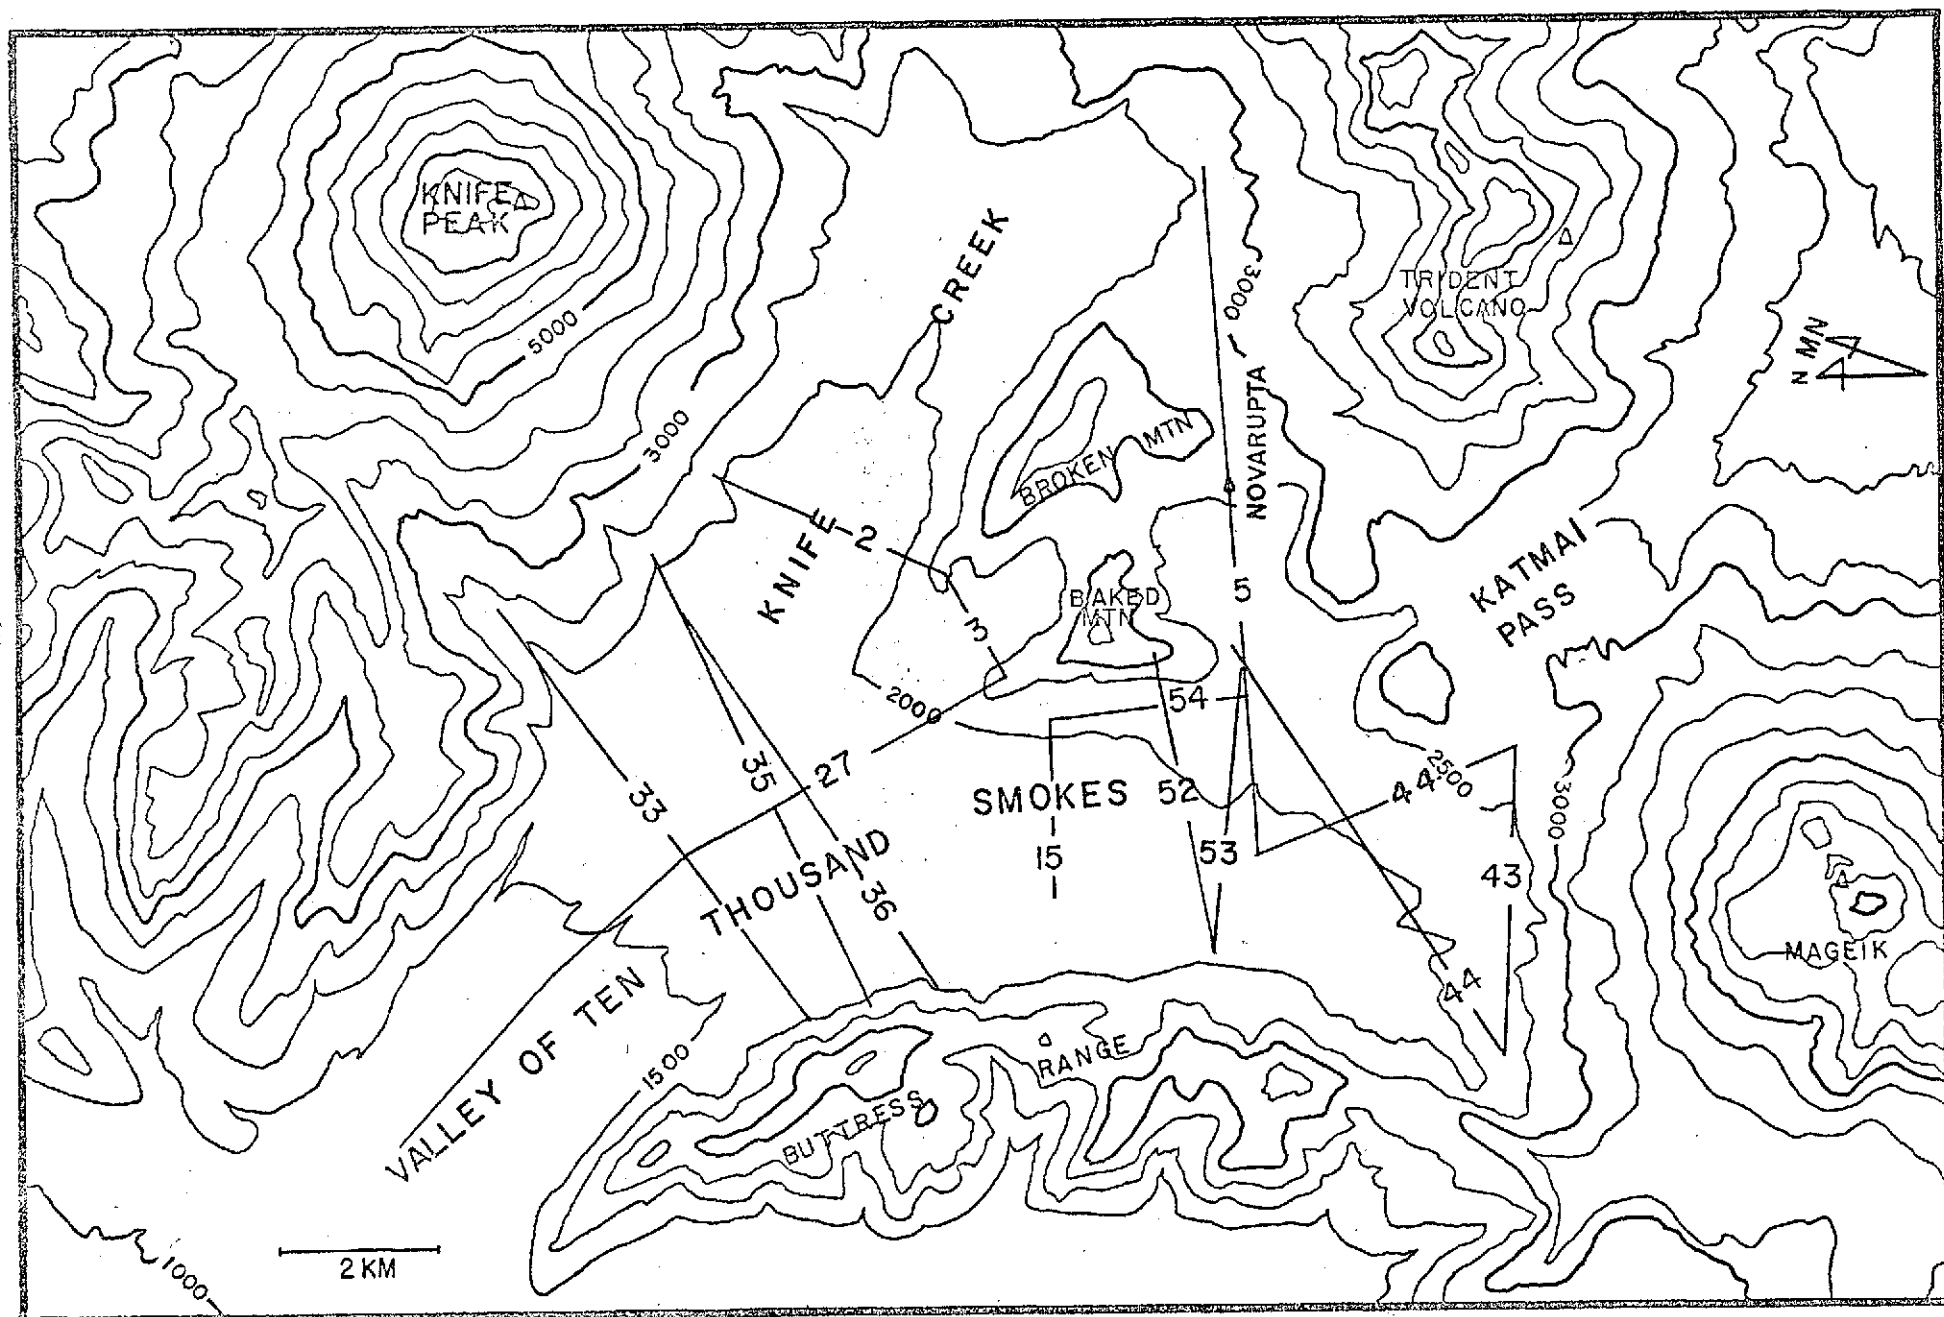 KNIFE
PEAK
5000
3000
CREEK
KNIFE
3000
TRIDENT
VOLCANO
N MN
NOVARUPTA
BROKEN MTN
BAKED
MTN
KATMAI
PASS
2
3
5
2000
54
33
35
27
36
SMOKES
52
15
53
44
2500
3000
43
44
MAGEIK
VALLEY OF TEN
THOUSAND
1500
BUTTRESS
RANGE
1000
2 KM